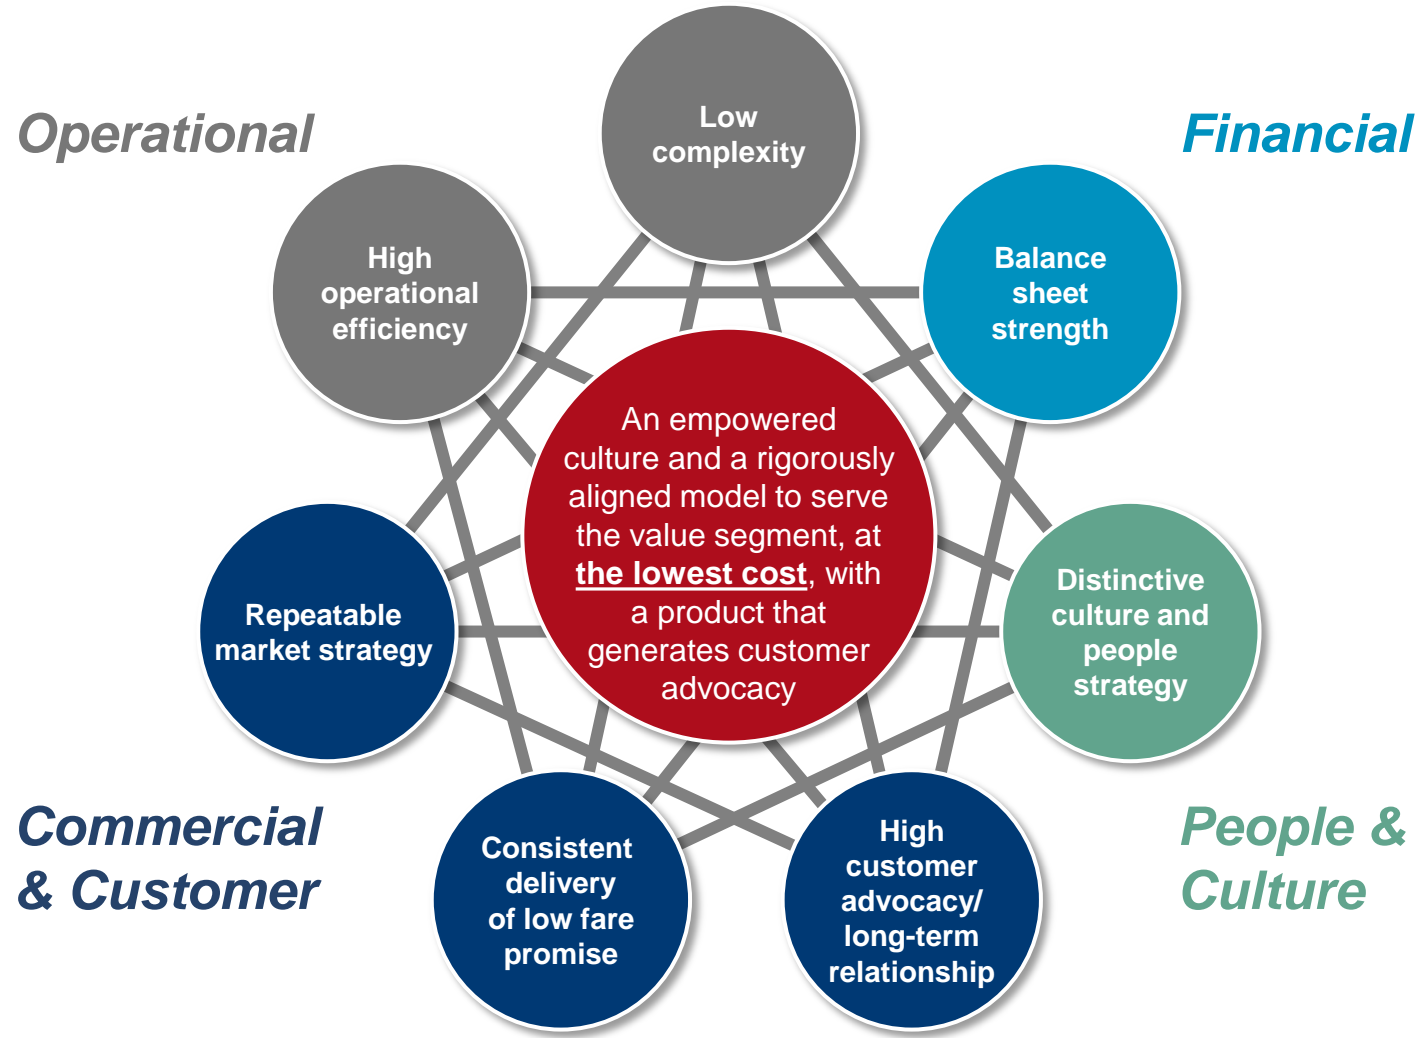 Operational
Financial
Low
complexity
High
operational
efficiency
Balance
sheet
strength
An empowered
culture and a rigorously
aligned model to serve
the value segment, at
the lowest cost, with
a product that
generates customer
advocacy
Repeatable
market strategy
Distinctive
culture and
people
strategy
Commercial
& Customer
Consistent
delivery
of low fare
promise
High
customer
advocacy/
long-term
relationship
People &
Culture